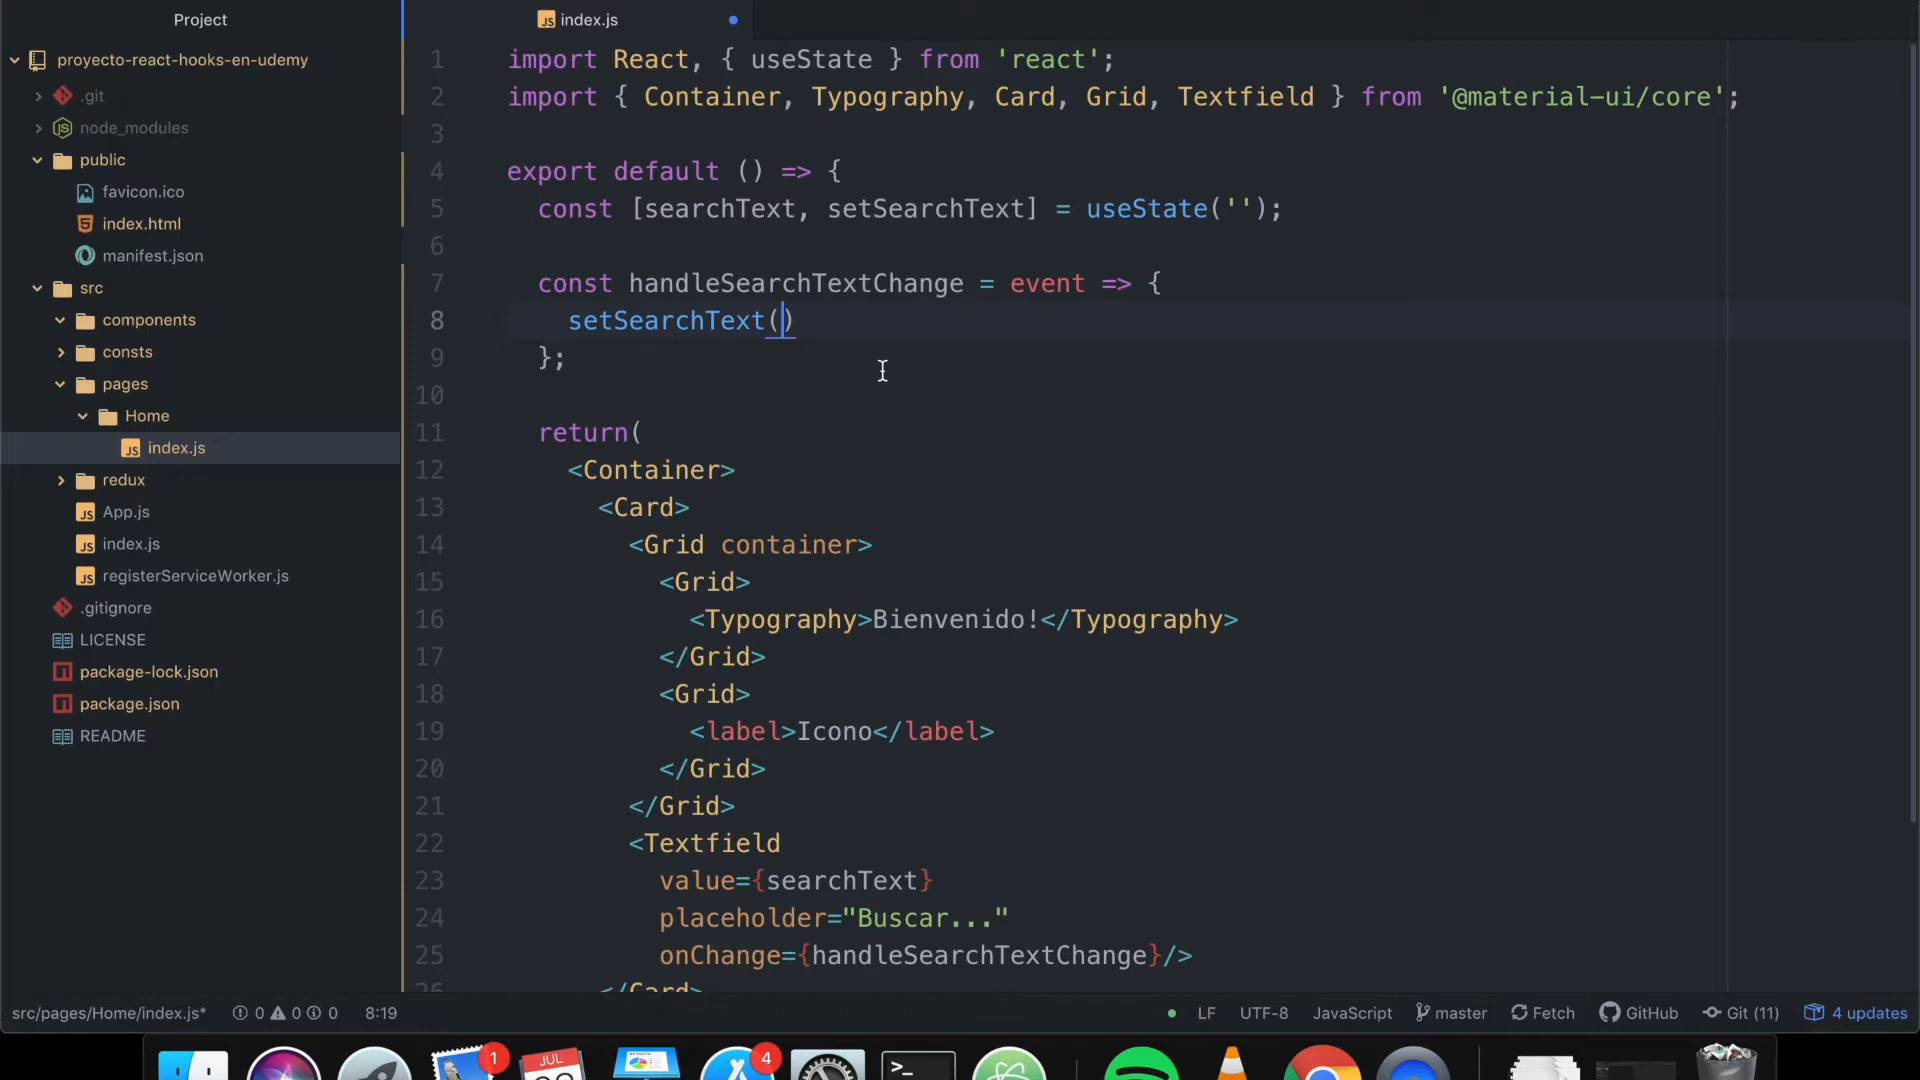 Project
proyecto-react-hooks-en-udemy
.git
node_modules
public
favicon.ico
index.html
manifest.json
src
components
consts
pages
Home
index.js
redux
App.js
index.js
registerServiceWorker.js
.gitignore
LICENSE
package-lock.json
package.json
README
index.js
1 import React, { useState } from 'react';
2 import { Container, Typography, Card, Grid, Textfield } from '@material-ui/core';
3
4 export default () => {
5 const [searchText, setSearchText] = useState('');
6
7 const handleSearchTextChange = event => {
8 setSearchText()
9 };
10
11 return(
12 <Container>
13 <Card>
14 <Grid container>
15 <Grid>
16 <Typography>Bienvenido!</Typography>
17 </Grid>
18 <Grid>
19 <label>Icono</label>
20 </Grid>
21 </Grid>
22 <Textfield
23 value={searchText}
24 placeholder="Buscar..."
25 onChange={handleSearchTextChange}/>
26 </Card>
src/pages/Home/index.js* 0 0 0 8:19 LF UTF-8 JavaScript master Fetch GitHub Git (11) 4 updates
1 JUL 4 >_